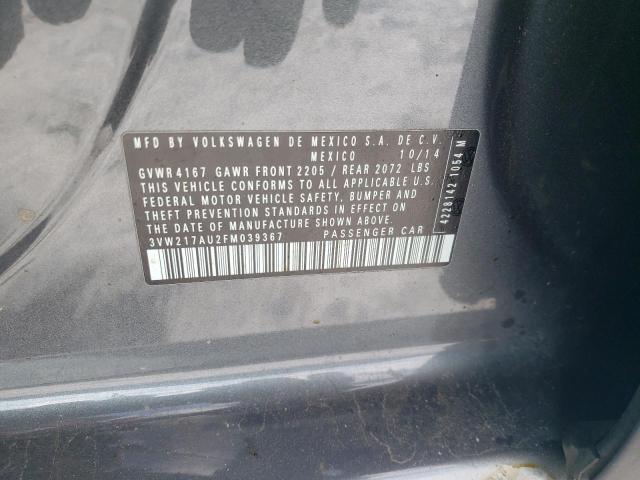 MFD BY VOLKSWAGEN DE MEXICO S.A. DE C.V.
MEXICO 10/14
GVWR 4167 GAWR FRONT 2205 / REAR 2072 LBS
THIS VEHICLE CONFORMS TO ALL APPLICABLE U.S.
FEDERAL MOTOR VEHICLE SAFETY, BUMPER AND
THEFT PREVENTION STANDARDS IN EFFECT ON
THE DATE OF MANUFACTURE SHOWN ABOVE.
3VW217AU2FM039367 PASSENGER CAR
4228142 1054 M